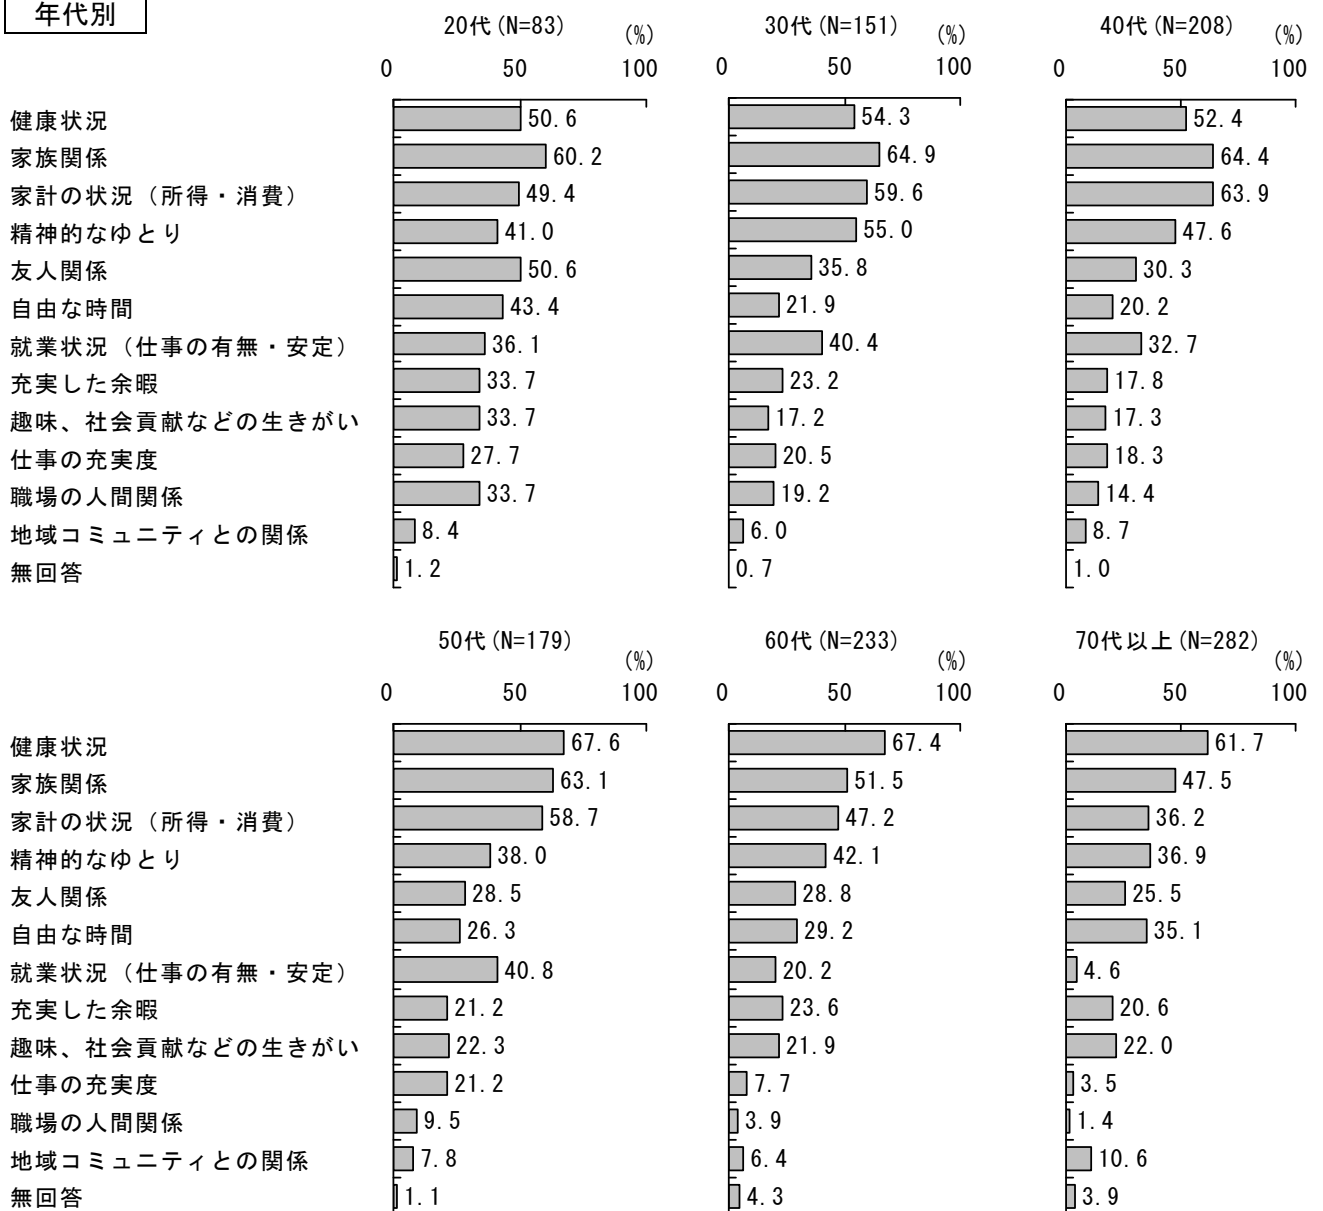 年代別
20代(N=83) 30代(N=151) 40代(N=208)
(%) (%) (%)
0 50 100 0 50 100 0 50 100
健康状況 50.6 54.3 52.4
家族関係 60.2 64.9 64.4
家計の状況（所得・消費） 49.4 59.6 63.9
精神的なゆとり 41.0 55.0 47.6
友人関係 50.6 35.8 30.3
自由な時間 43.4 21.9 20.2
就業状況（仕事の有無・安定） 36.1 40.4 32.7
充実した余暇 33.7 23.2 17.8
趣味、社会貢献などの生きがい 33.7 17.2 17.3
仕事の充実度 27.7 20.5 18.3
職場の人間関係 33.7 19.2 14.4
地域コミュニティとの関係 8.4 6.0 8.7
無回答 1.2 0.7 1.0
50代(N=179) 60代(N=233) 70代以上(N=282)
(%) (%) (%)
0 50 100 0 50 100 0 50 100
健康状況 67.6 67.4 61.7
家族関係 63.1 51.5 47.5
家計の状況（所得・消費） 58.7 47.2 36.2
精神的なゆとり 38.0 42.1 36.9
友人関係 28.5 28.8 25.5
自由な時間 26.3 29.2 35.1
就業状況（仕事の有無・安定） 40.8 20.2 4.6
充実した余暇 21.2 23.6 20.6
趣味、社会貢献などの生きがい 22.3 21.9 22.0
仕事の充実度 21.2 7.7 3.5
職場の人間関係 9.5 3.9 1.4
地域コミュニティとの関係 7.8 6.4 10.6
無回答 1.1 4.3 3.9